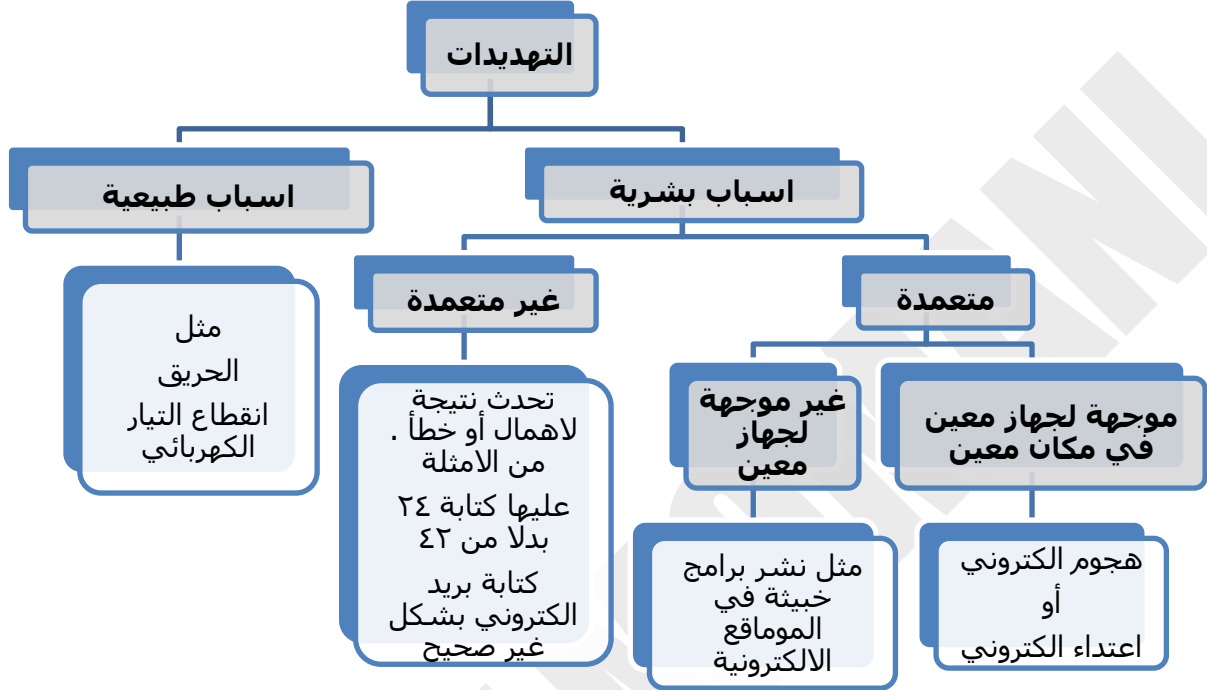 التهديدات
اسباب بشرية
اسباب طبيعية
متعمدة
غير متعمدة
موجهة لجهاز معين
في مكان معين
غير موجهة
لجهاز
معين
هجوم الكتروني
أو
اعتداء الكتروني
مثل نشر برامج
خبيثة في
الموماقع
الالكترونية
تحدث نتيجة
لاهمال أو خطأ .
من الامثلة
عليها كتابة ٢٤
بدلا من ٤٢
كتابة بريد
الكتروني بشكل
غير صحيح
مثل
الحريق
انقطاع التيار
الكهربائي